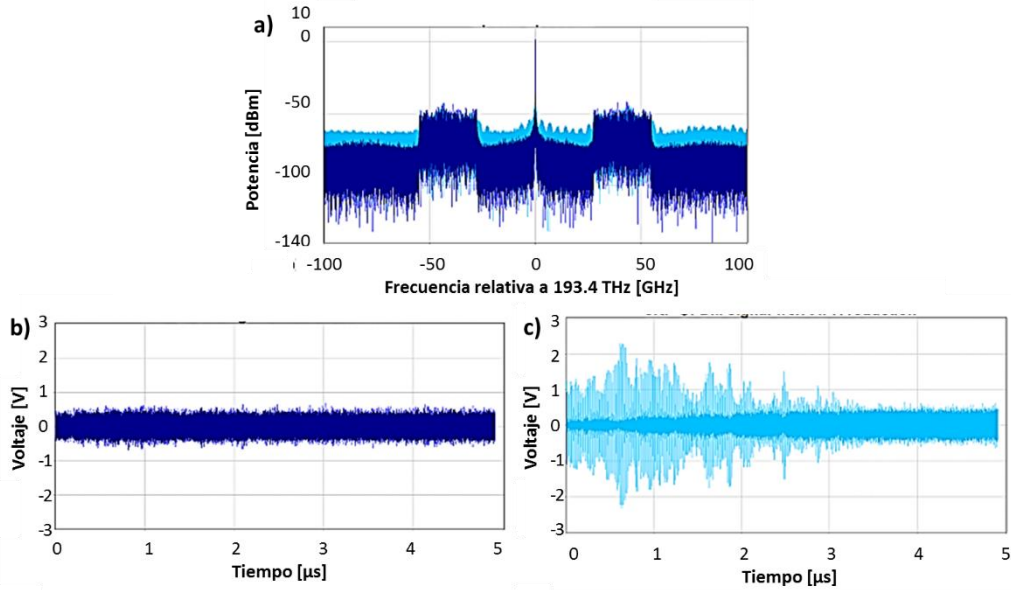 a)
10
0
-50
-100
-140
Potencia [dBm]
-100 -50 0 50 100
Frecuencia relativa a 193.4 THz [GHz]
b)
3
2
1
0
-1
-2
-3
Voltaje [V]
0 1 2 3 4 5
Tiempo [µs]
c)
3
2
1
0
-1
-2
-3
Voltaje [V]
0 1 2 3 4 5
Tiempo [µs]